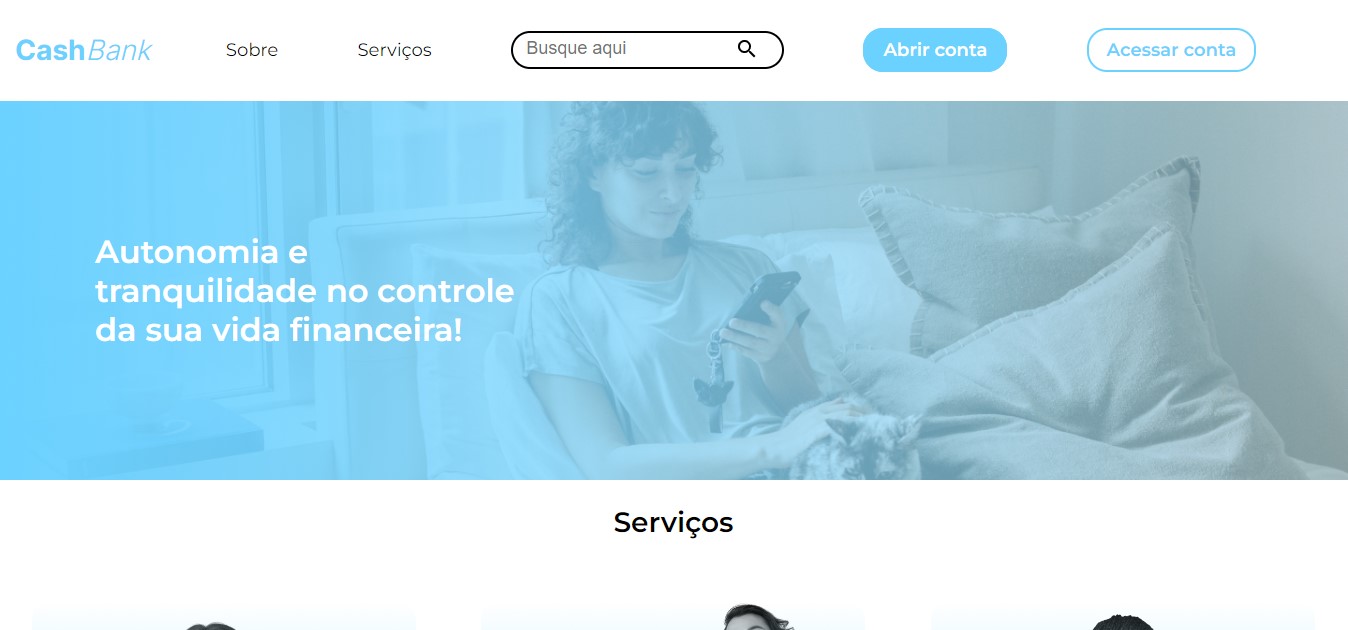 CashBank
Sobre
Serviços
Busque aqui
Abrir conta
Acessar conta
Autonomia e
tranquilidade no controle
da sua vida financeira!
Serviços